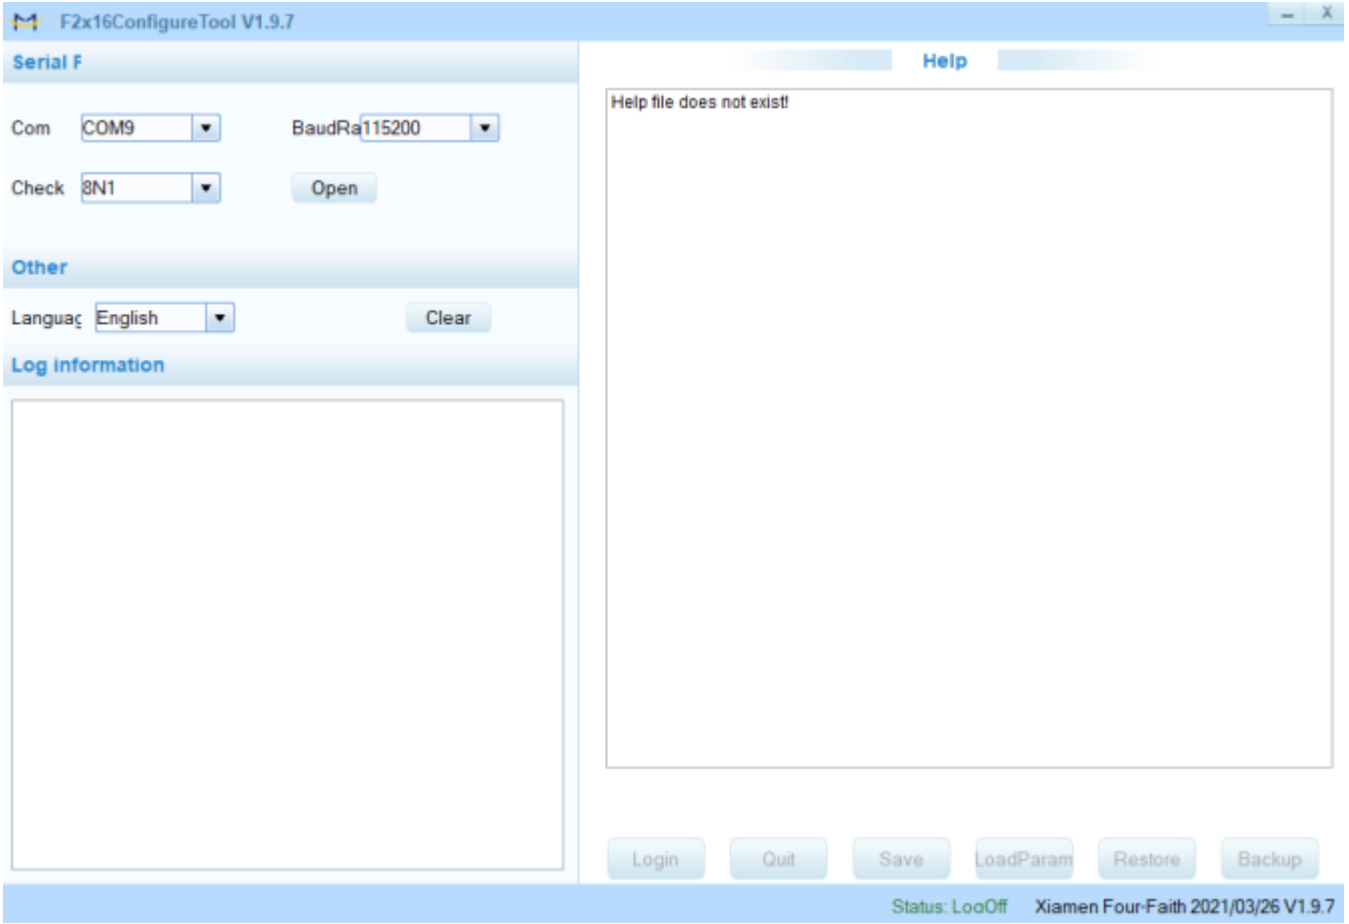 F2x16ConfigureTool V1.9.7
Serial F
Com COM9 BaudRa 115200
Check 8N1 Open
Other
Languag English Clear
Log information
Help
Help file does not exist!
Login Quit Save LoadParam Restore Backup
Status: LogOff Xiamen Four-Faith 2021/03/26 V1.9.7